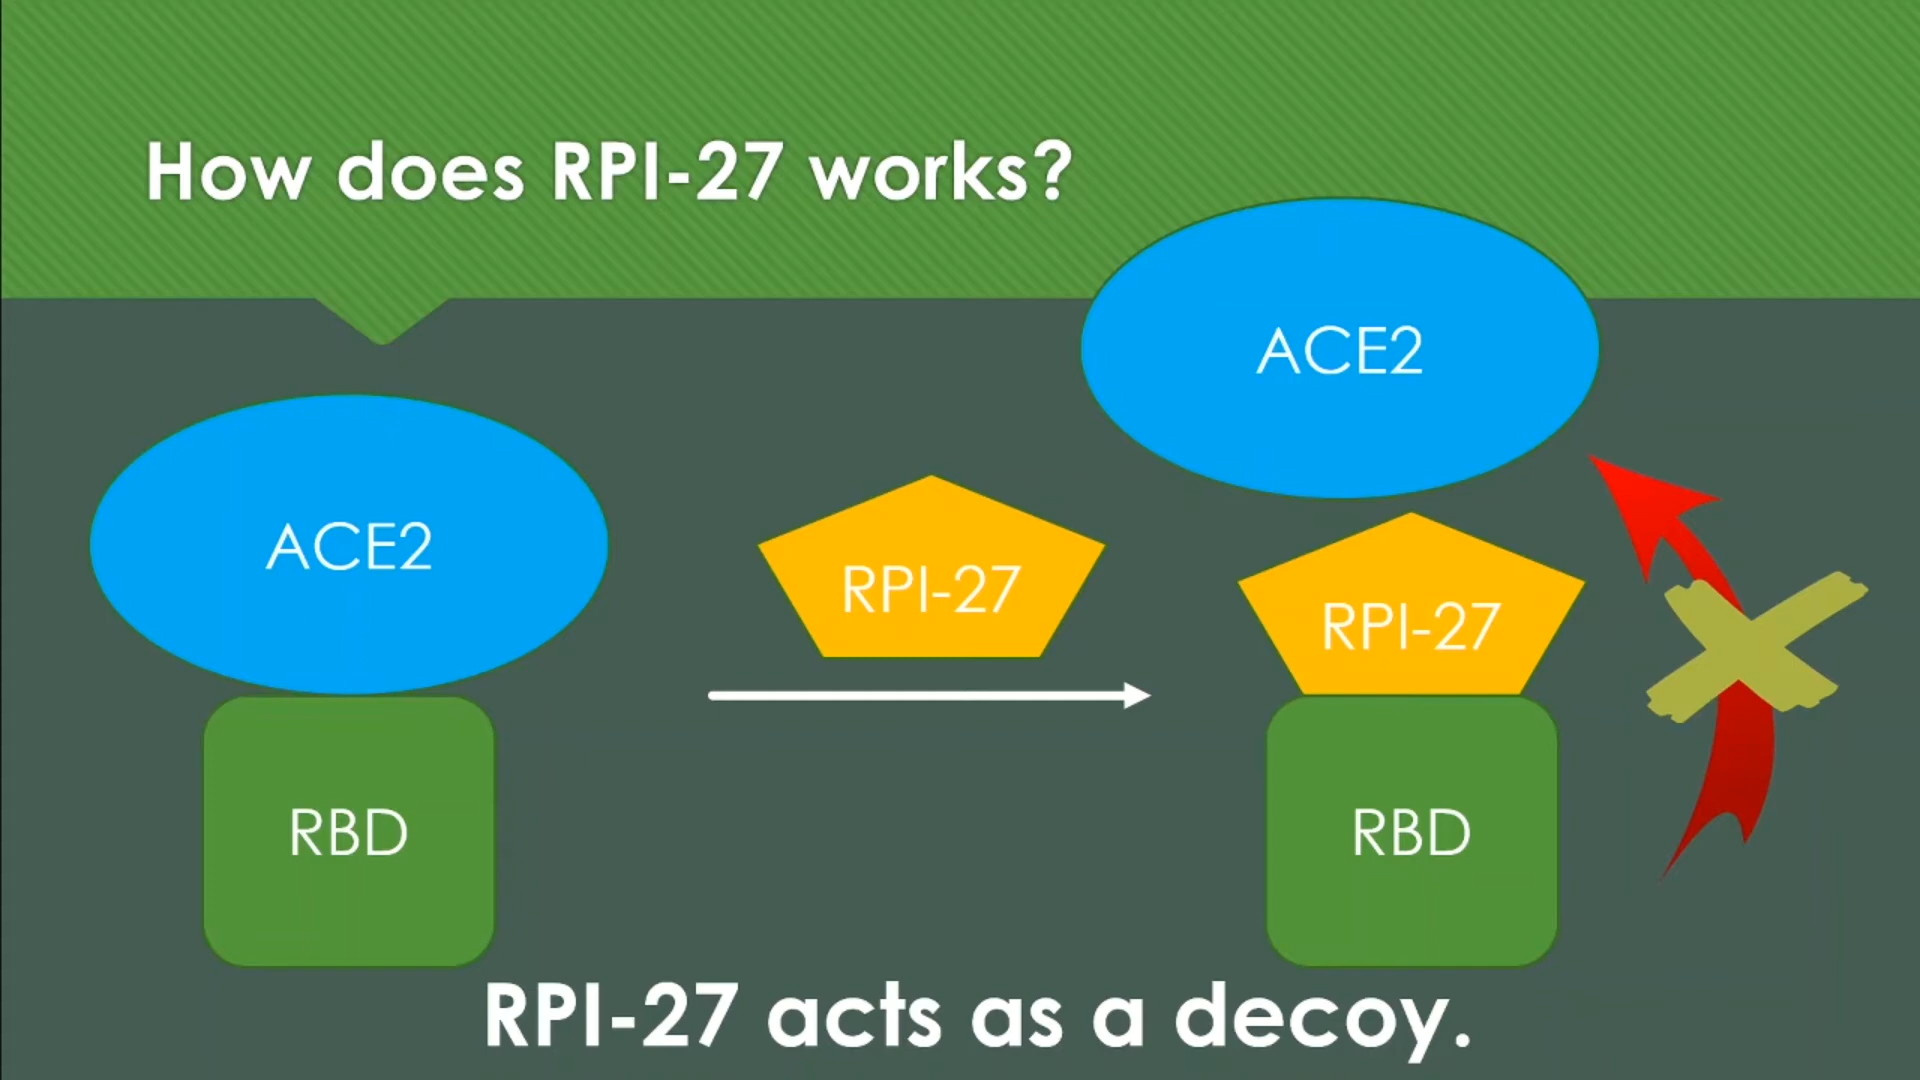 How does RPI-27 works?
ACE2
RBD
RPI-27
ACE2
RPI-27
RBD
RPI-27 acts as a decoy.